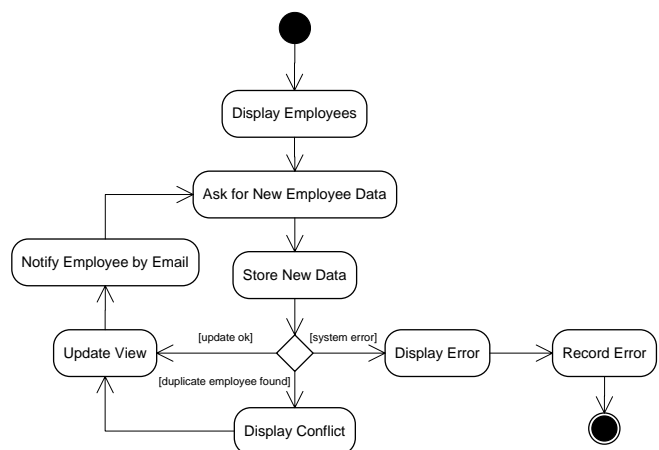 Display Employees
Ask for New Employee Data
Notify Employee by Email
Store New Data
[update ok]
[system error]
Update View
Display Error
Record Error
[duplicate employee found]
Display Conflict